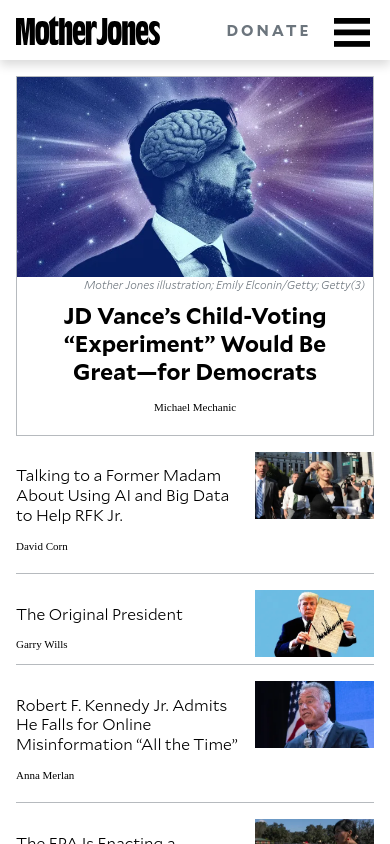 Mother Jones
DONATE
Mother Jones illustration; Emily Elconin/Getty; Getty(3)
JD Vance’s Child-Voting
“Experiment” Would Be
Great—for Democrats
Michael Mechanic
Talking to a Former Madam
About Using AI and Big Data
to Help RFK Jr.
David Corn
The Original President
Garry Wills
Robert F. Kennedy Jr. Admits
He Falls for Online
Misinformation “All the Time”
Anna Merlan
The EPA Is Enacting a